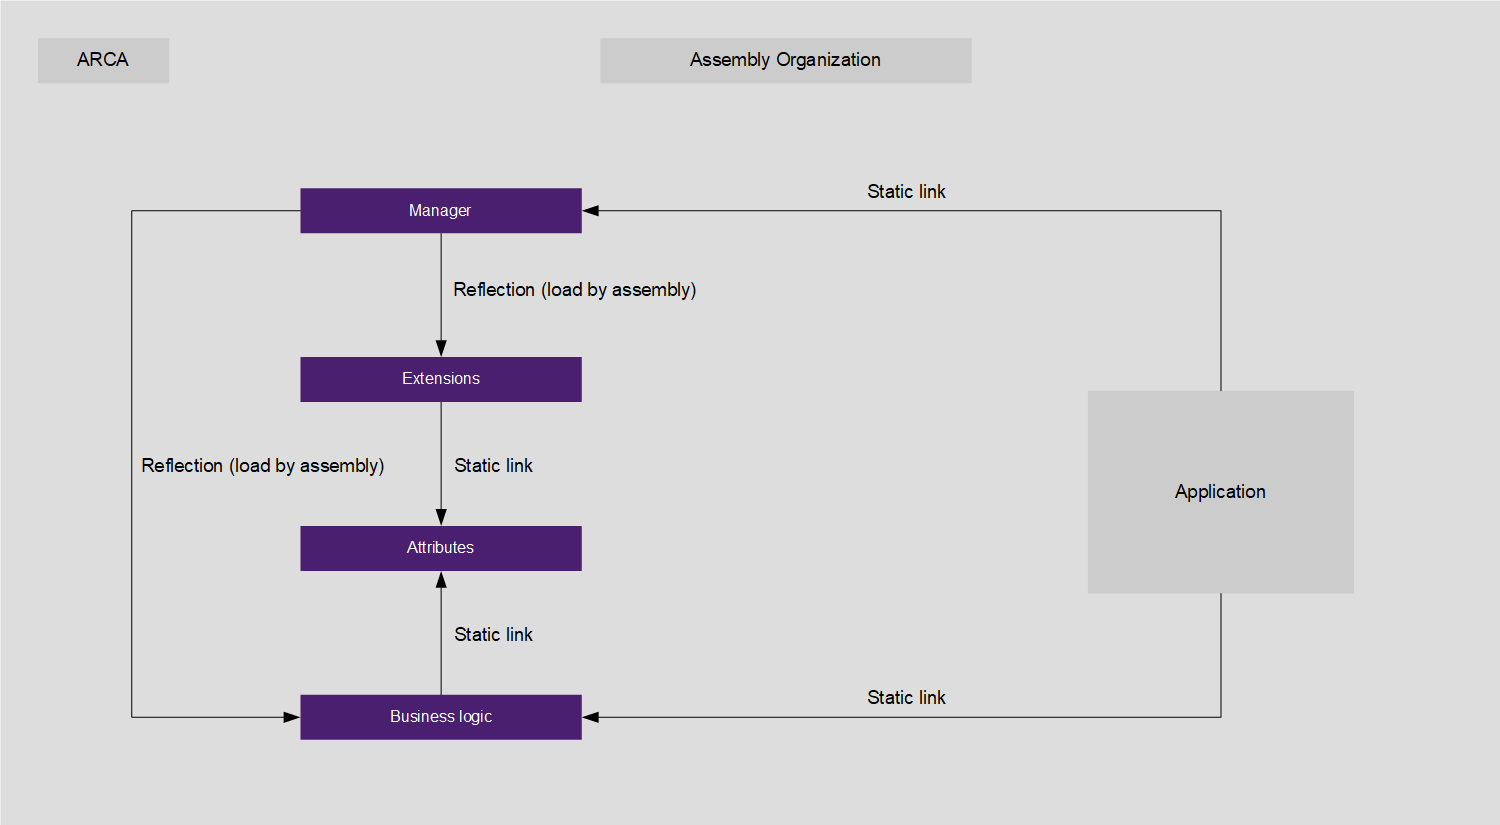 ARCA
Assembly Organization
Static link
Manager
Reflection (load by assembly)
Extensions
Reflection (load by assembly)
Static link
Application
Attributes
Static link
Static link
Business logic